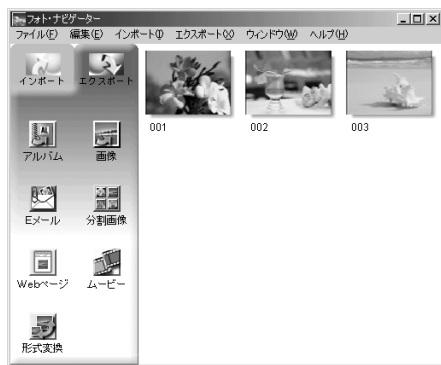 フォト・ナビゲーター
ファイル(F) 編集(E) インポート(I) エクスポート(X) ウィンドウ(W) ヘルプ(H)
インポート エクスポート
アルバム 画像
Eメール 分割画像
Webページ ムービー
形式変換
001 002 003